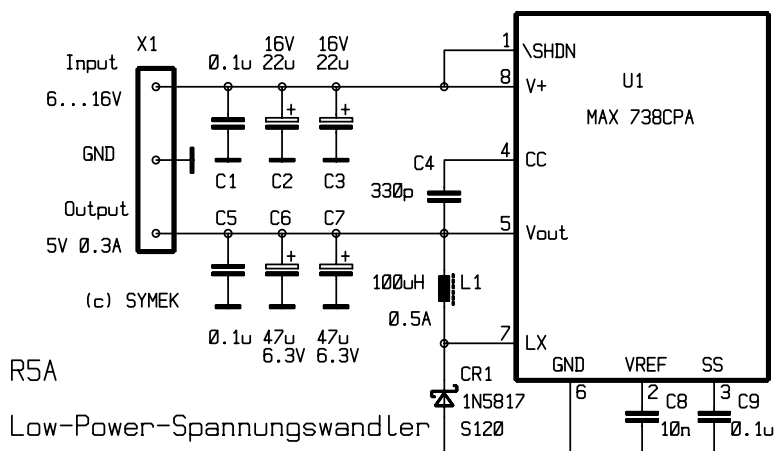 X1
Input
6...16V
GND
Output
5V 0.3A
(c) SYMEK
0.1u
16V
22u
16V
22u
+
+
C1
C2
C3
C5
C6
C7
+
+
0.1u
47u
6.3V
47u
6.3V
C4
330p
100uH
L1
0.5A
CR1
1N5817
S120
1
\SHDN
8
V+
U1
MAX 738CPA
4
CC
5
Vout
7
LX
GND
VREF
SS
6
2
3
C8
10n
C9
0.1u
R5A
Low-Power-Spannungswandler